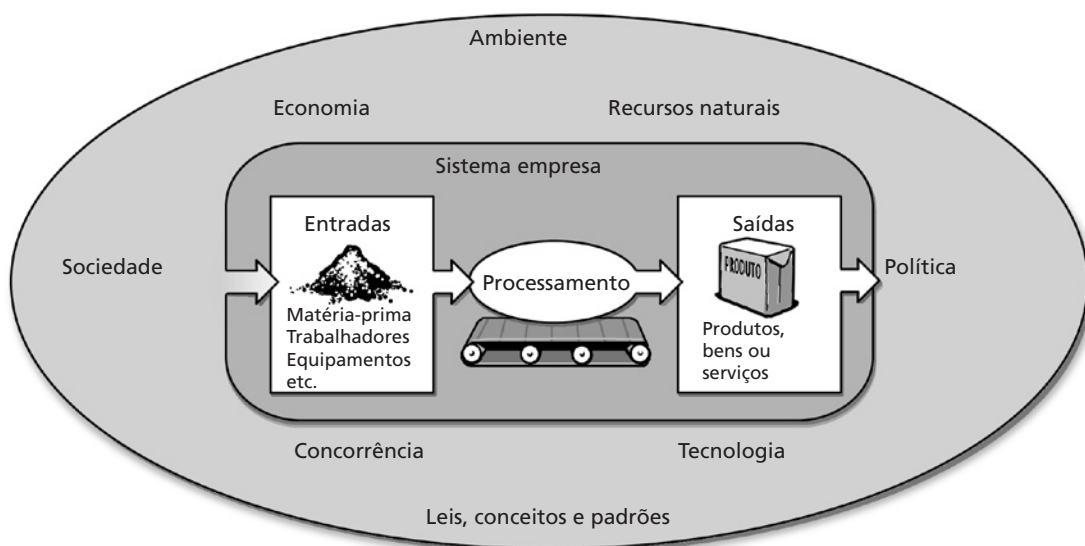 Ambiente
Economia
Recursos naturais
Sistema empresa
Entradas
Saídas
PRODUTO
Sociedade
Processamento
Política
Matéria-prima
Trabalhadores
Equipamentos
etc.
Produtos,
bens ou
serviços
Concorrência
Tecnologia
Leis, conceitos e padrões